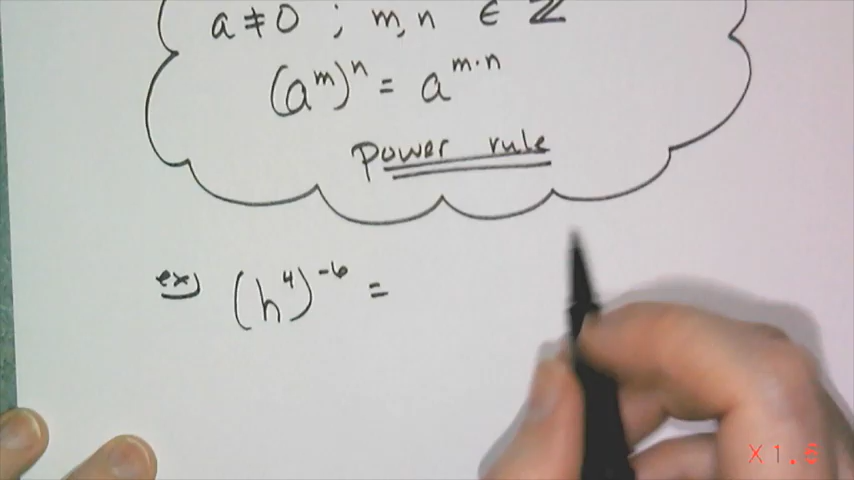 a ≠ 0 ; m, n ∈ ℤ
(a^m)^n = a^{m·n}
Power rule
ex) (h^4)^{-6} =
X1.5